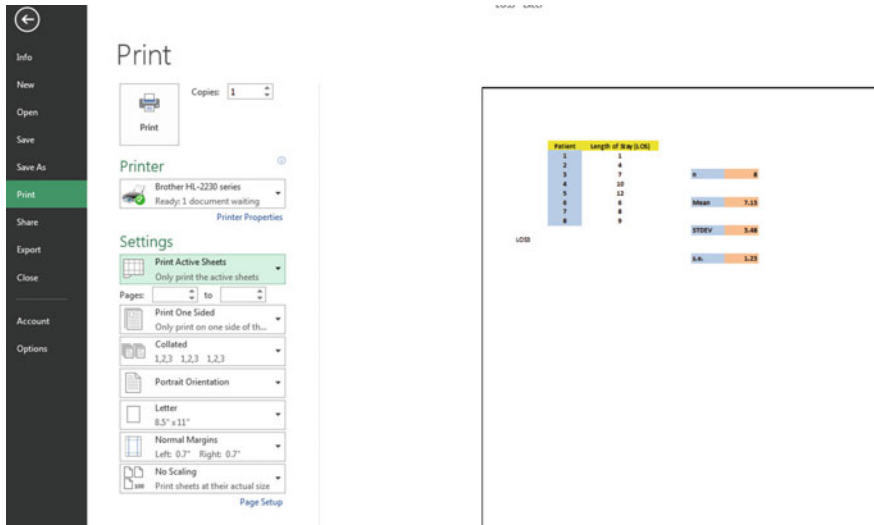 Info
New
Open
Save
Save As
Print
Share
Export
Close
Account
Options
Print
Copies: 1
Print
Printer
Brother HL-2230 series
Ready: 1 document waiting
Printer Properties
Settings
Print Active Sheets
Only print the active sheets
Pages: to
Print One Sided
Only print on one side of th...
Collated
1,2,3 1,2,3 1,2,3
Portrait Orientation
Letter
8.5" x 11"
Normal Margins
Left: 0.7" Right: 0.7"
No Scaling
Print sheets at their actual size
Page Setup
Patient Length of Stay (LOS)
1 1
2 4
3 7
4 10
5 12
6 6
7 8
8 9
n 8
Mean 7.13
STDEV 3.48
s.e. 1.23